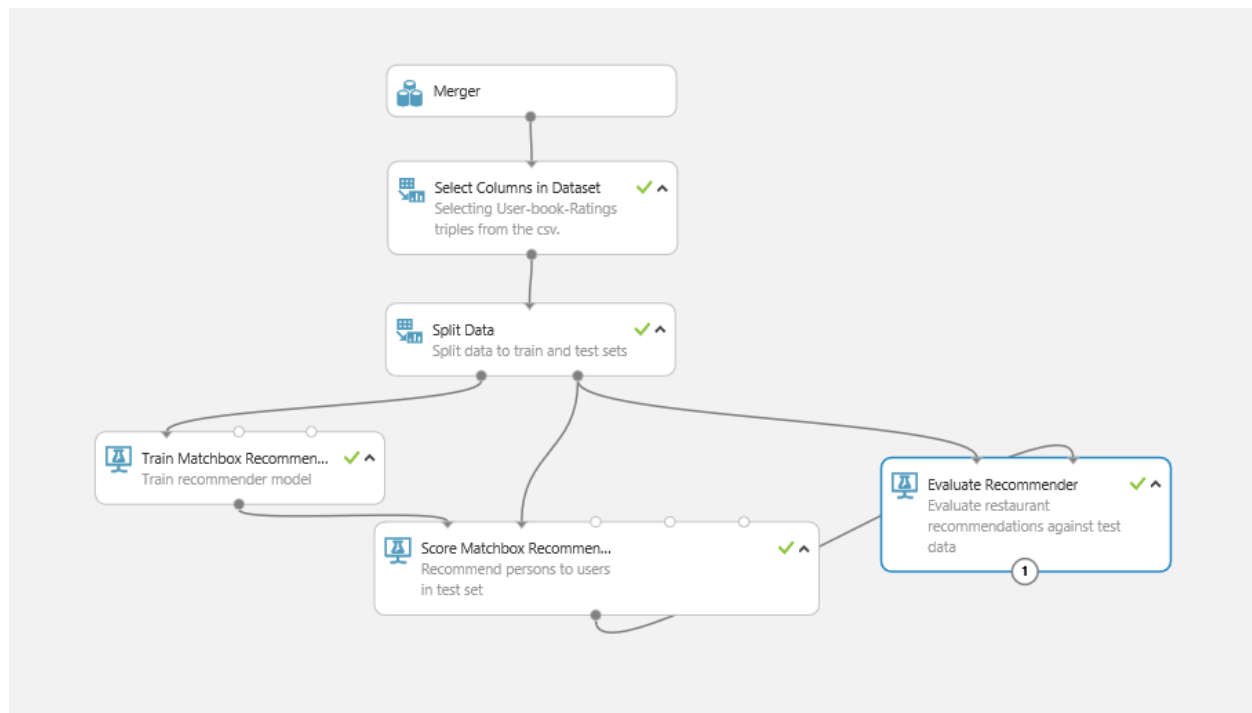 Merger
Select Columns in Dataset
Selecting User-book-Ratings
triples from the csv.
Split Data
Split data to train and test sets
Train Matchbox Recommen...
Train recommender model
Score Matchbox Recommen...
Recommend persons to users
in test set
Evaluate Recommender
Evaluate restaurant
recommendations against test
data
1